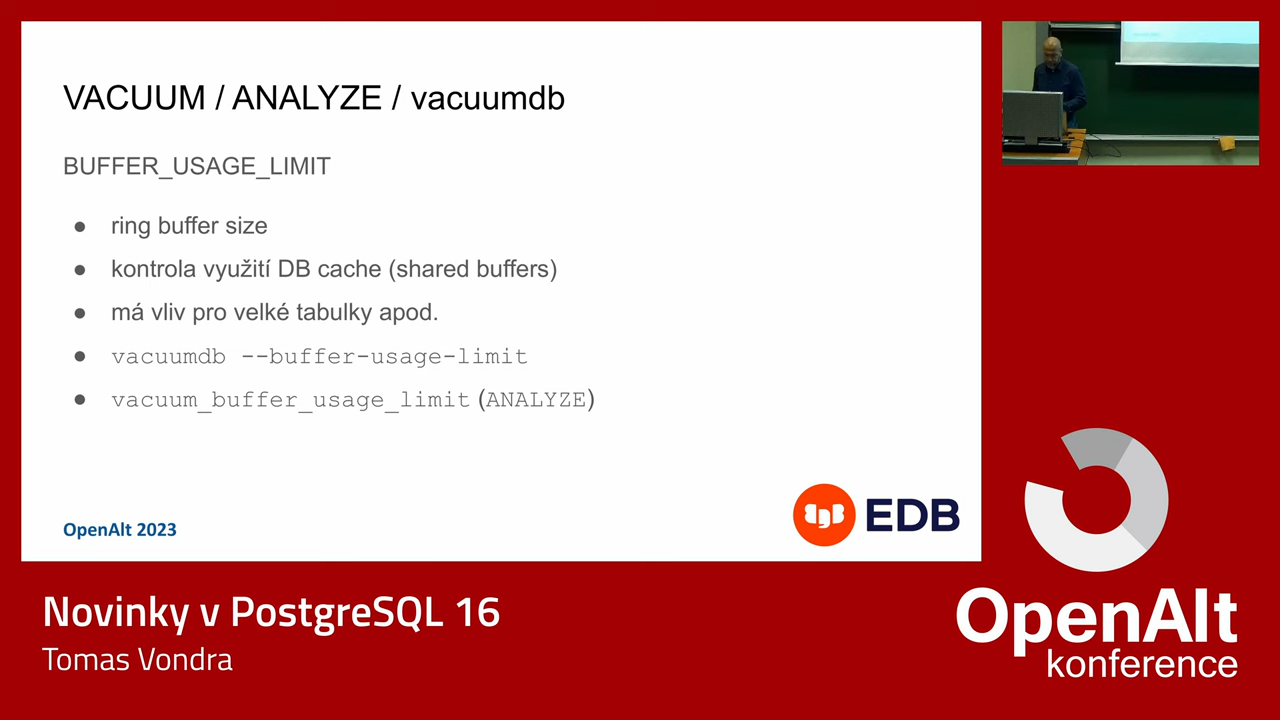 VACUUM / ANALYZE / vacuumdb
BUFFER_USAGE_LIMIT
● ring buffer size
● kontrola využití DB cache (shared buffers)
● má vliv pro velké tabulky apod.
● vacuumdb --buffer-usage-limit
● vacuum_buffer_usage_limit (ANALYZE)
OpenAlt 2023
EDB
Novinky v PostgreSQL 16
Tomas Vondra
OpenAlt
konference